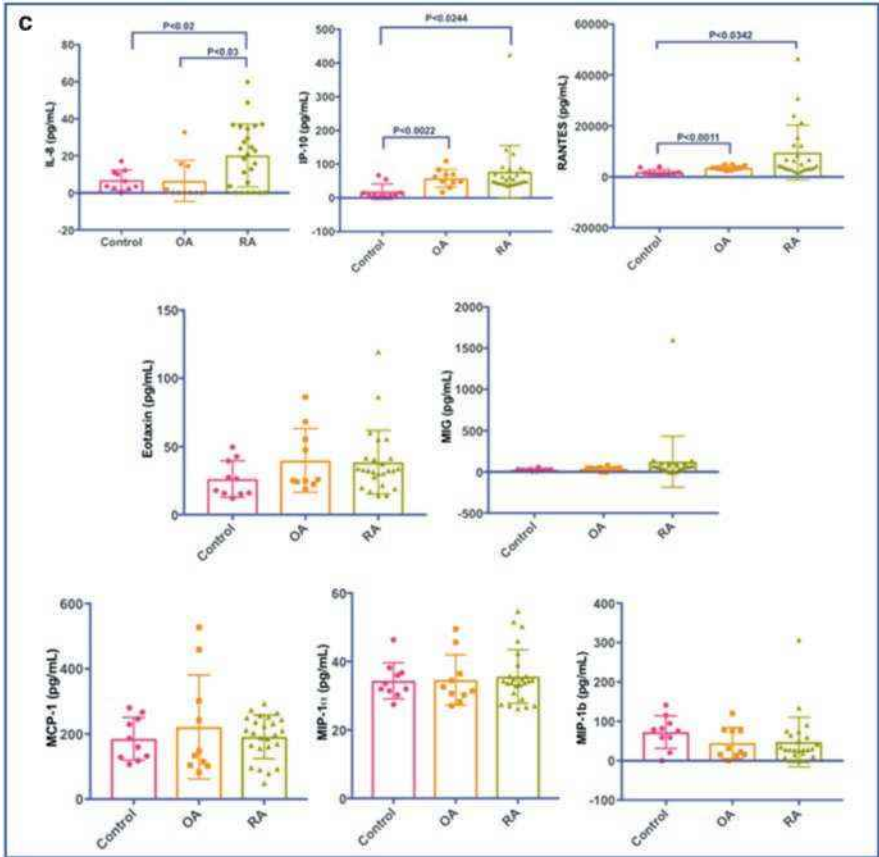 c
P<0.02
P<0.03
IL-8 (pg/mL)
80
60
40
20
0
-20
Control
OA
RA
P<0.0244
P<0.0022
IP-10 (pg/mL)
500
400
300
200
100
0
-100
Control
OA
RA
P<0.0342
P<0.0011
RANTES (pg/mL)
60000
40000
20000
0
-20000
Control
OA
RA
Eotaxin (pg/mL)
150
100
50
0
Control
OA
RA
MIG (pg/mL)
2000
1500
1000
500
0
-500
Control
OA
RA
MCP-1 (pg/mL)
600
400
200
0
Control
OA
RA
MIP-1α (pg/mL)
60
40
20
0
Control
OA
RA
MIP-1b (pg/mL)
400
300
200
100
0
-100
Control
OA
RA